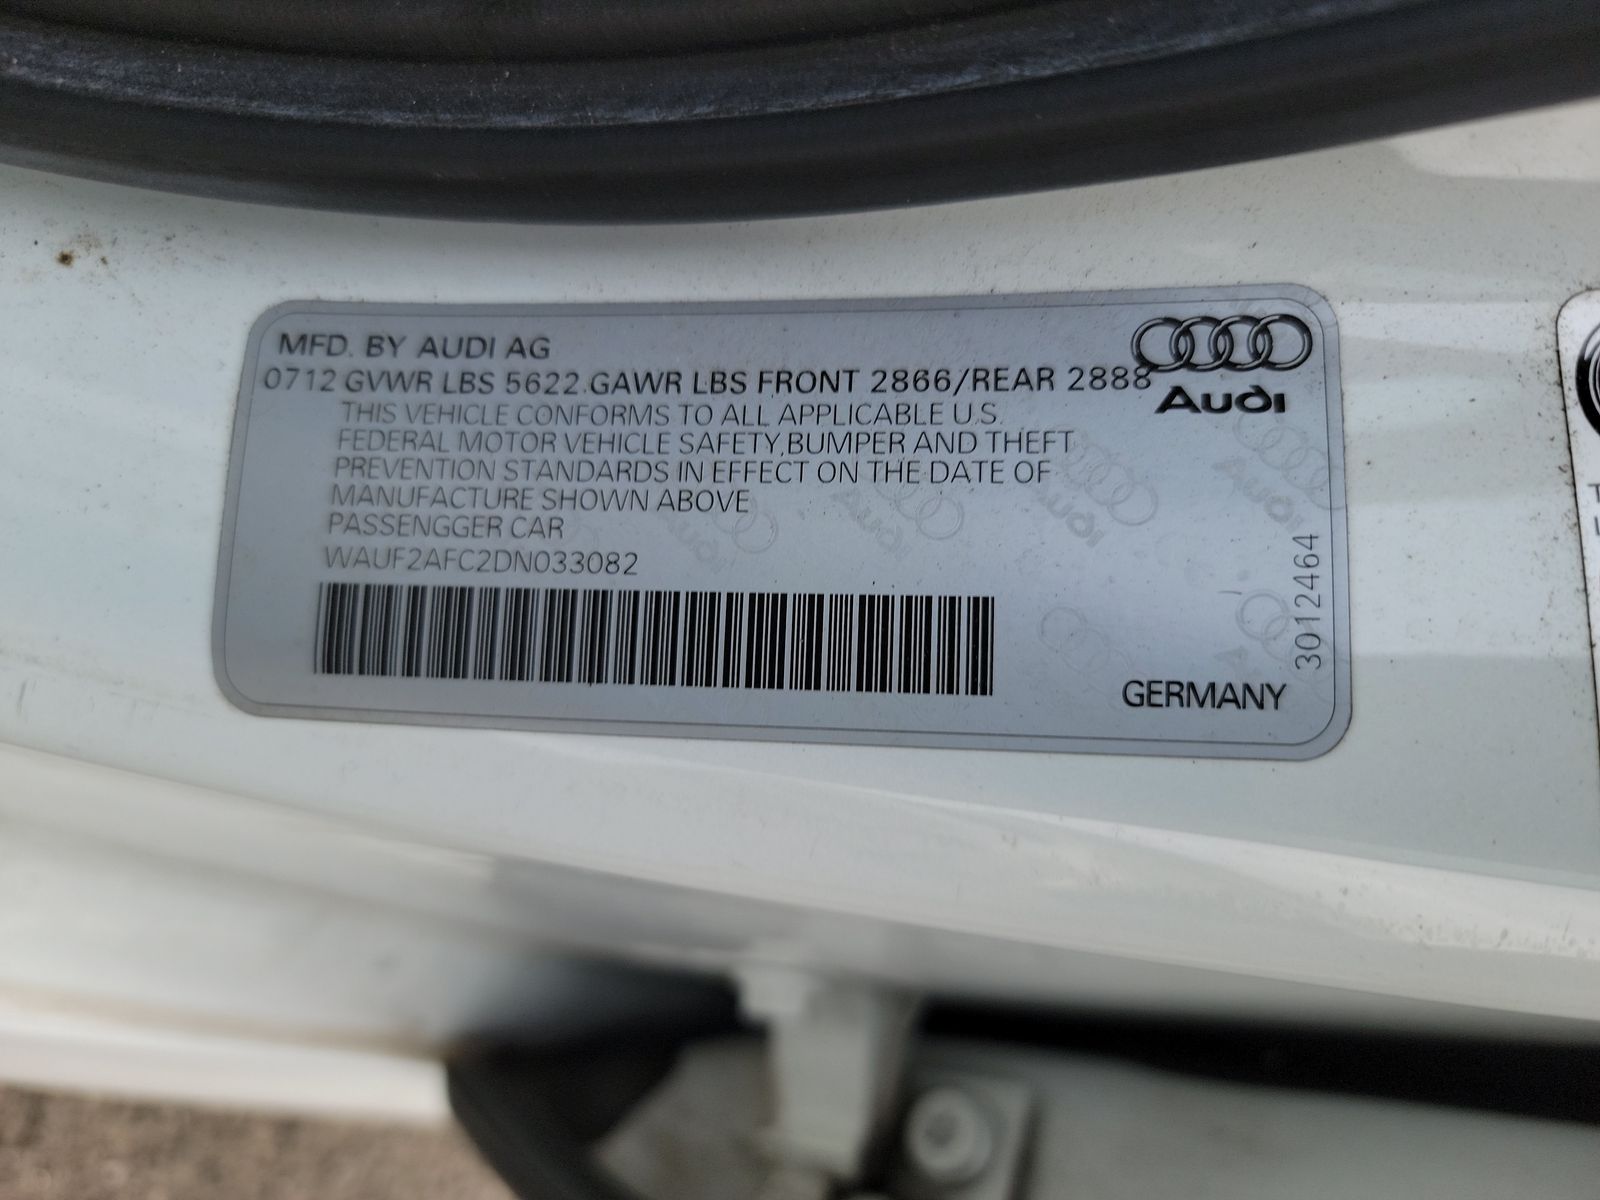 MFD. BY AUDI AG
0712 GVWR LBS 5622 GAWR LBS FRONT 2866/REAR 2888
Audi
THIS VEHICLE CONFORMS TO ALL APPLICABLE U.S.
FEDERAL MOTOR VEHICLE SAFETY, BUMPER AND THEFT
PREVENTION STANDARDS IN EFFECT ON THE DATE OF
MANUFACTURE SHOWN ABOVE
PASSENGGER CAR
WAUF2AFC2DN033082
30124​64
GERMANY